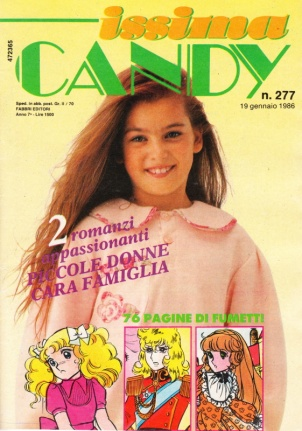 issima
CANDY
472365
Sped. in abb. post. Gr. II / 70
FABBRI EDITORI
Anno 7° - Lire 1500
n. 277
19 gennaio 1986
2 romanzi
appassionanti
PICCOLE DONNE
CARA FAMIGLIA
76 PAGINE DI FUMETTI